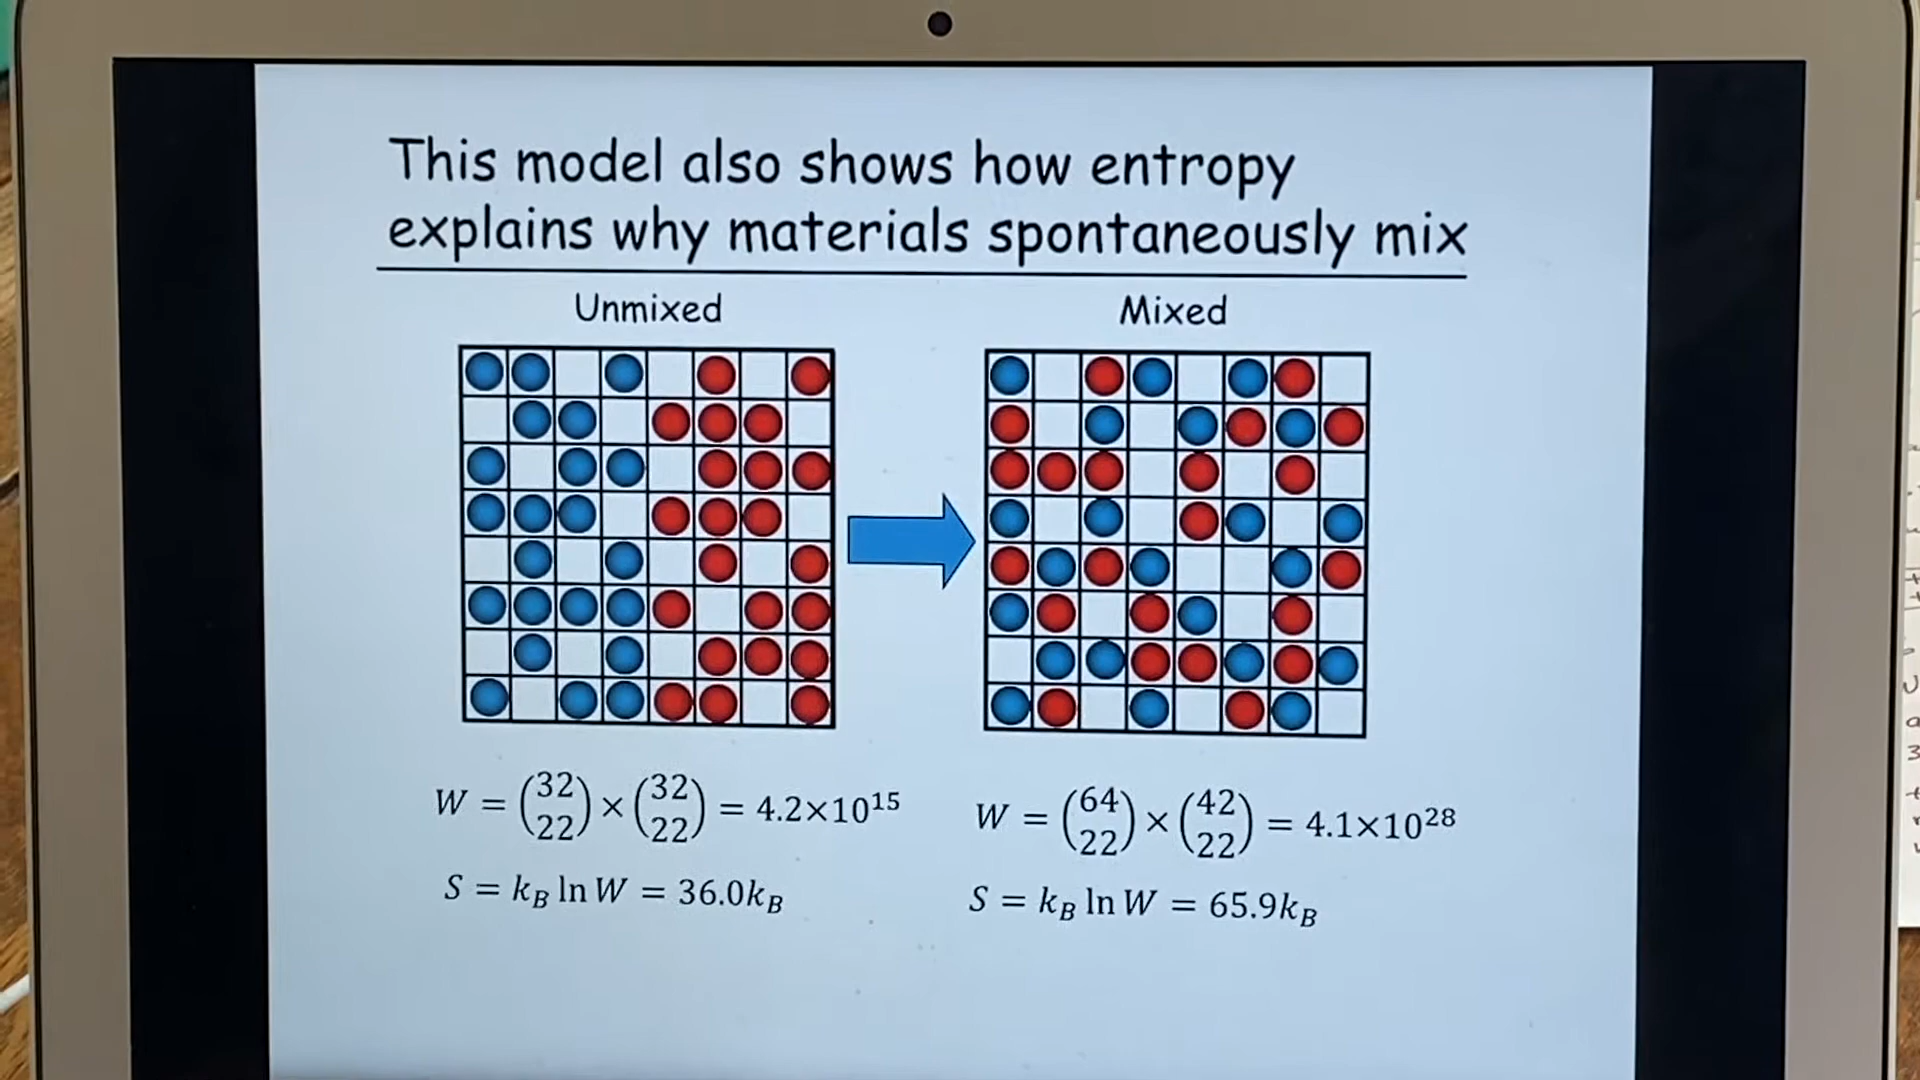 This model also shows how entropy
explains why materials spontaneously mix
Unmixed
Mixed
W = (32 22) × (32 22) = 4.2×10¹⁵
S = k_B ln W = 36.0k_B
W = (64 22) × (42 22) = 4.1×10²⁸
S = k_B ln W = 65.9k_B